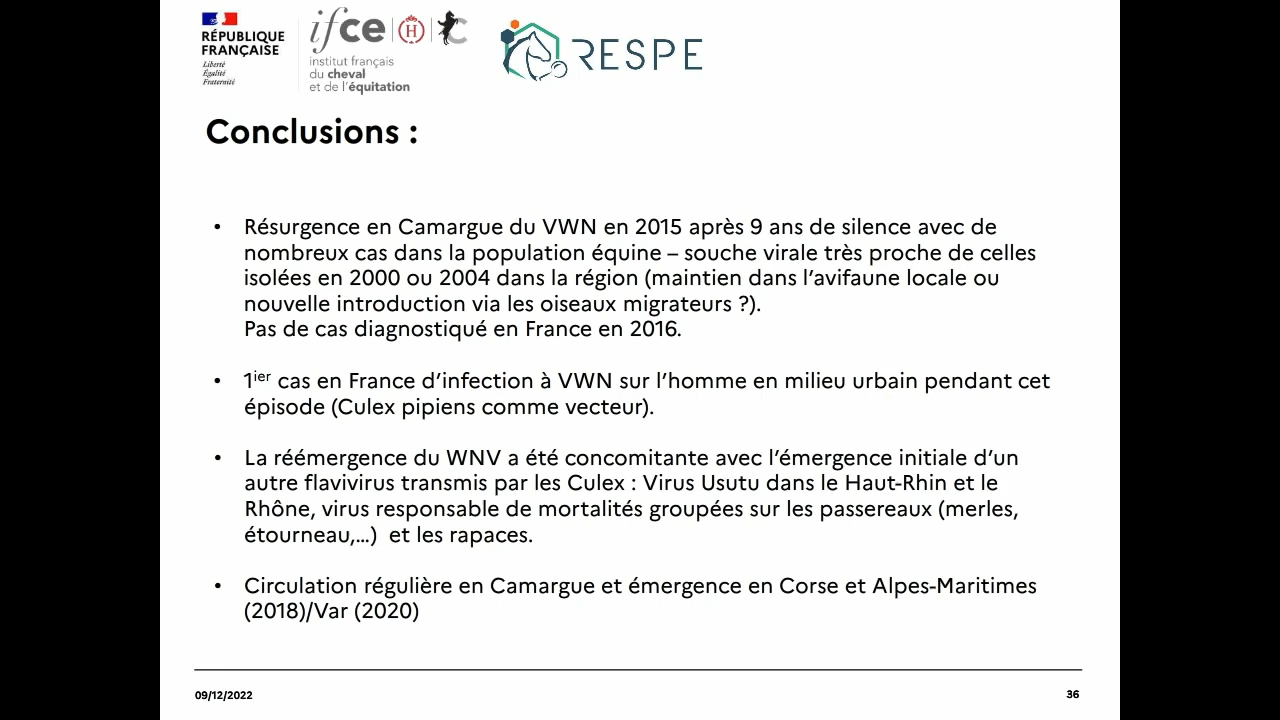 RÉPUBLIQUE
FRANÇAISE
Liberté
Égalité
Fraternité
ifce
H
institut français
du cheval
et de l'équitation
RESPE
Conclusions :
• Résurgence en Camargue du VWN en 2015 après 9 ans de silence avec de
nombreux cas dans la population équine – souche virale très proche de celles
isolées en 2000 ou 2004 dans la région (maintien dans l'avifaune locale ou
nouvelle introduction via les oiseaux migrateurs ?).
Pas de cas diagnostiqué en France en 2016.
• 1ier cas en France d'infection à VWN sur l'homme en milieu urbain pendant cet
épisode (Culex pipiens comme vecteur).
• La réémergence du WNV a été concomitante avec l'émergence initiale d'un
autre flavivirus transmis par les Culex : Virus Usutu dans le Haut-Rhin et le
Rhône, virus responsable de mortalités groupées sur les passereaux (merles,
étourneau,…) et les rapaces.
• Circulation régulière en Camargue et émergence en Corse et Alpes-Maritimes
(2018)/Var (2020)
09/12/2022
36